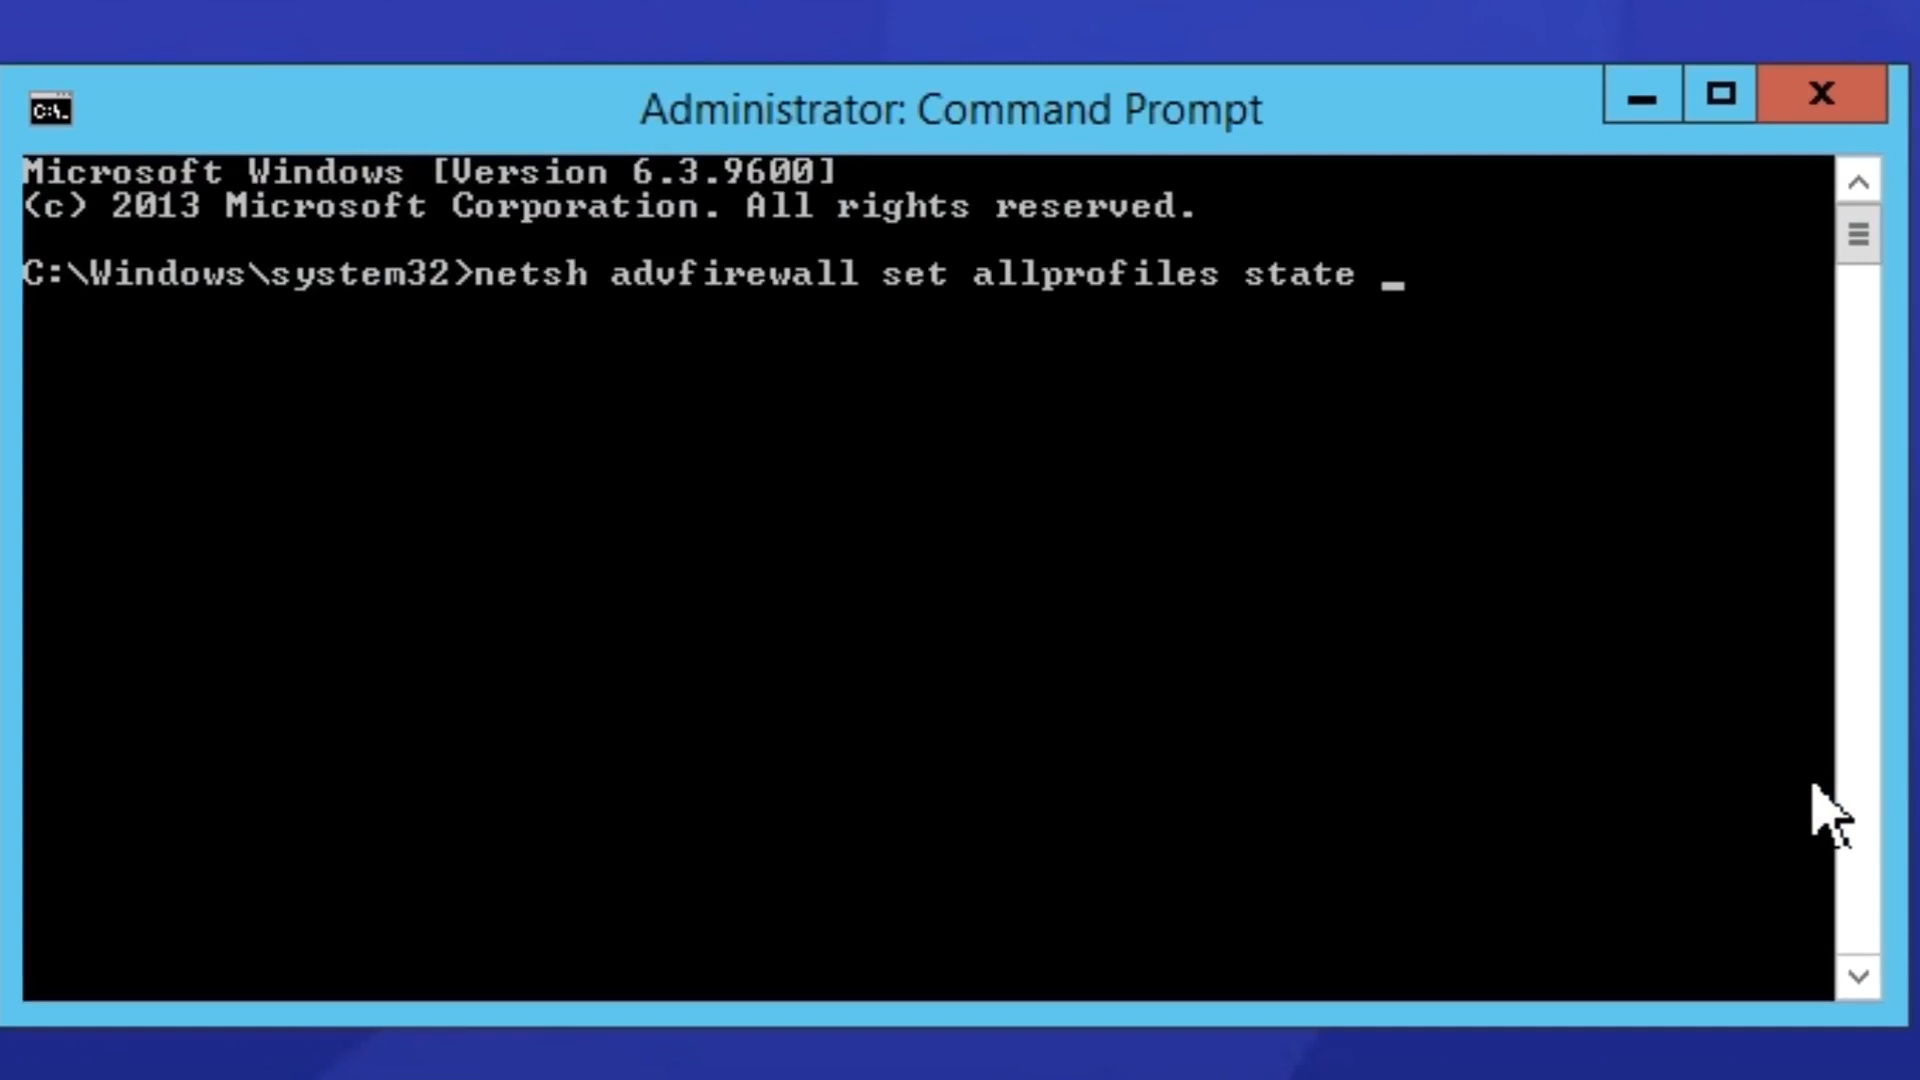 Administrator: Command Prompt
C:\.
Microsoft Windows [Version 6.3.9600]
(c) 2013 Microsoft Corporation. All rights reserved.
C:\Windows\system32>netsh advfirewall set allprofiles state _